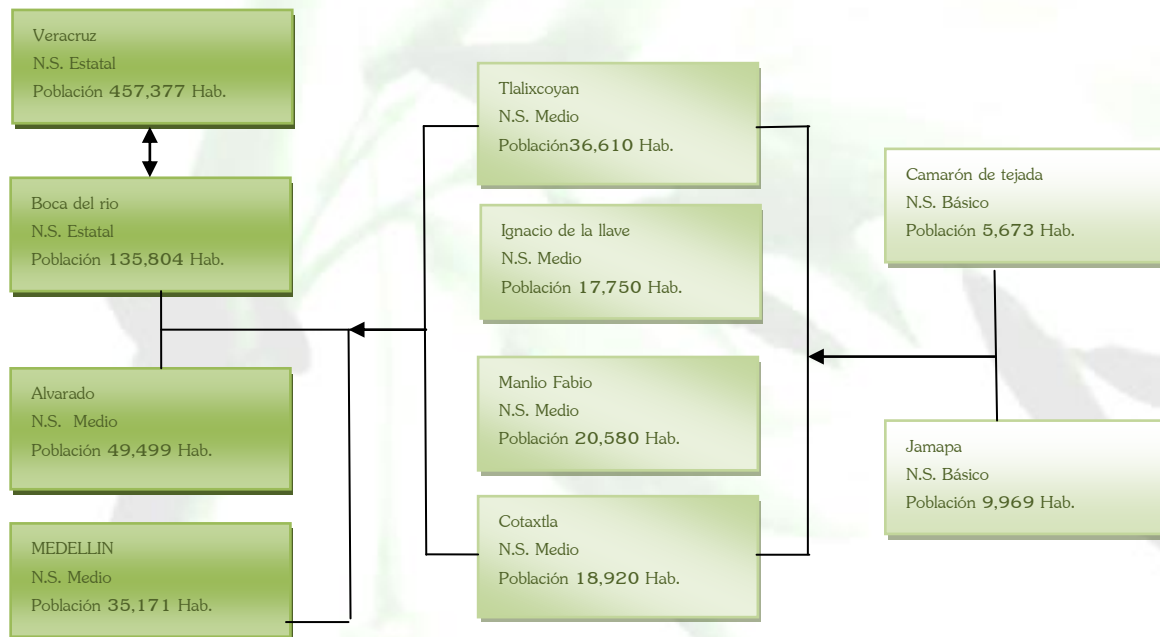 Veracruz
N.S. Estatal
Población 457,377 Hab.
Boca del rio
N.S. Estatal
Población 135,804 Hab.
Alvarado
N.S. Medio
Población 49,499 Hab.
MEDELLIN
N.S. Medio
Población 35,171 Hab.
Tlalixcoyan
N.S. Medio
Población36,610 Hab.
Ignacio de la llave
N.S. Medio
Población 17,750 Hab.
Manlio Fabio
N.S. Medio
Población 20,580 Hab.
Cotaxtla
N.S. Medio
Población 18,920 Hab.
Camarón de tejada
N.S. Básico
Población 5,673 Hab.
Jamapa
N.S. Básico
Población 9,969 Hab.